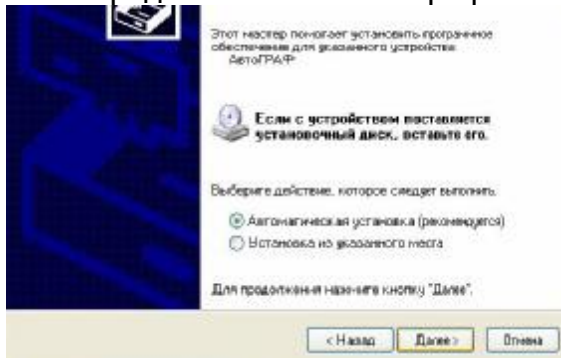 Этот мастер помогает установить программное
обеспечение для указанного устройства:
АвтоГРАФ
Если с устройством поставляется
установочный диск, вставьте его.
Выберите действие, которое следует выполнить.
Автоматическая установка (рекомендуется)
Установка из указанного места
Для продолжения нажмите кнопку "Далее".
< Назад
Далее >
Отмена